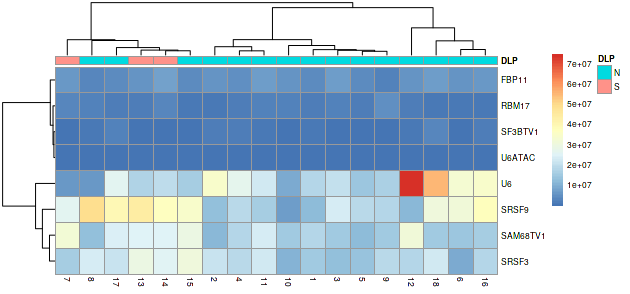 DLP
FBP11
RBM17
SF3BTV1
U6ATAC
U6
SRSF9
SAM68TV1
SRSF3
7 8 17 13 14 15 2 4 11 10 1 3 5 9 12 18 6 16
7e+07
6e+07
5e+07
4e+07
3e+07
2e+07
1e+07
DLP
N
S